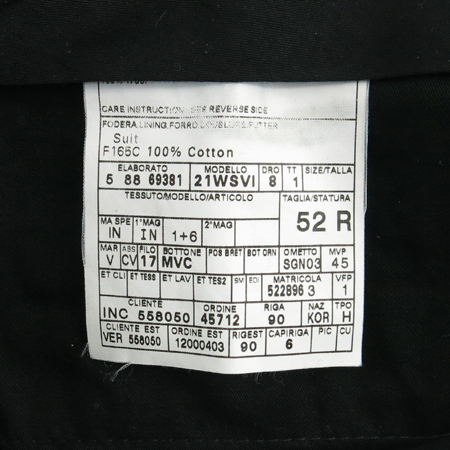 CARE INSTRUCTION: SEE REVERSE SIDE
FODERA, LINING, FORRO,
Suit
F165C 100% Cotton
ELABORATO MODELLO DRO TT SIZE/TALLA
5 88 69381 21WSVI 8 1
TESSUTO/MODELLO/ARTICOLO TAGLIA/STATURA
52 R
MA SPE 1°MAG 2°MAG
IN IN 1+6
MAR ABS FILO BOTTONE POS BRET BOT ORN OMETTO MVP
V CV 17 MVC SGN03 45
ET CLI ET TESS ET LAV ET TES2 SM EDI MATRICOLA VFP
522896 3 1
CLIENTE ORDINE RIGA NAZ TPO
INC 558050 45712 90 KOR H
CLIENTE EST ORDINE EST RIGEST CAPIRIGA PIC CU
VER 558050 12000403 90 6